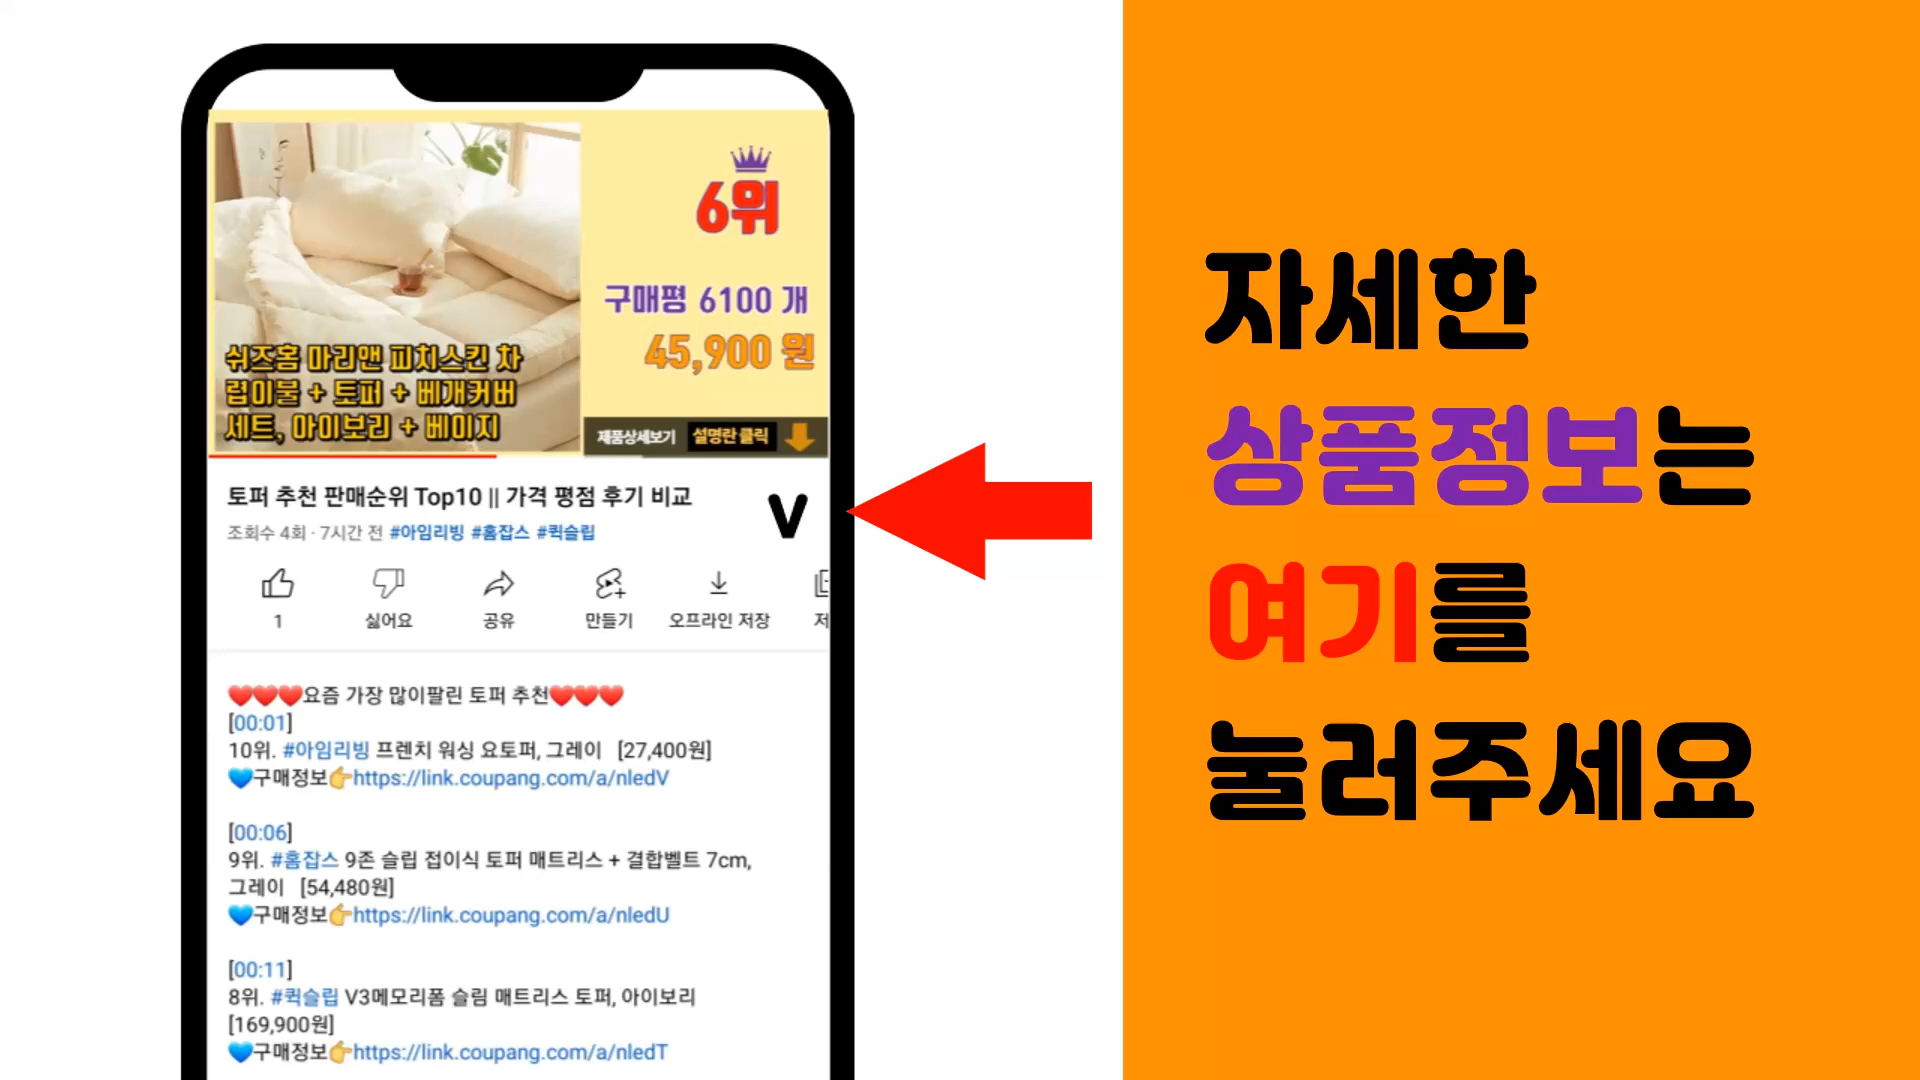 6위
구매평 6100 개
45,900 원
쉬즈홈 마리앤 피치스킨 차
렵이불 + 토퍼 + 베개커버
세트, 아이보리 + 베이지
제품상세보기 설명란 클릭
토퍼 추천 판매순위 Top10 || 가격 평점 후기 비교
V
조회수 4회 · 7시간 전 #아임리빙 #홈잡스 #퀵슬립
1 싫어요 공유 만들기 오프라인 저장 저
❤️❤️❤️요즘 가장 많이팔린 토퍼 추천❤️❤️❤️
[00:01]
10위. #아임리빙 프렌치 워싱 요토퍼, 그레이 [27,400원]
💙구매정보👉https://link.coupang.com/a/nledV
[00:06]
9위. #홈잡스 9존 슬립 접이식 토퍼 매트리스 + 결합벨트 7cm,
그레이 [54,480원]
💙구매정보👉https://link.coupang.com/a/nledU
[00:11]
8위. #퀵슬립 V3메모리폼 슬림 매트리스 토퍼, 아이보리
[169,900원]
💙구매정보👉https://link.coupang.com/a/nledT
자세한
상품정보는
여기를
눌러주세요